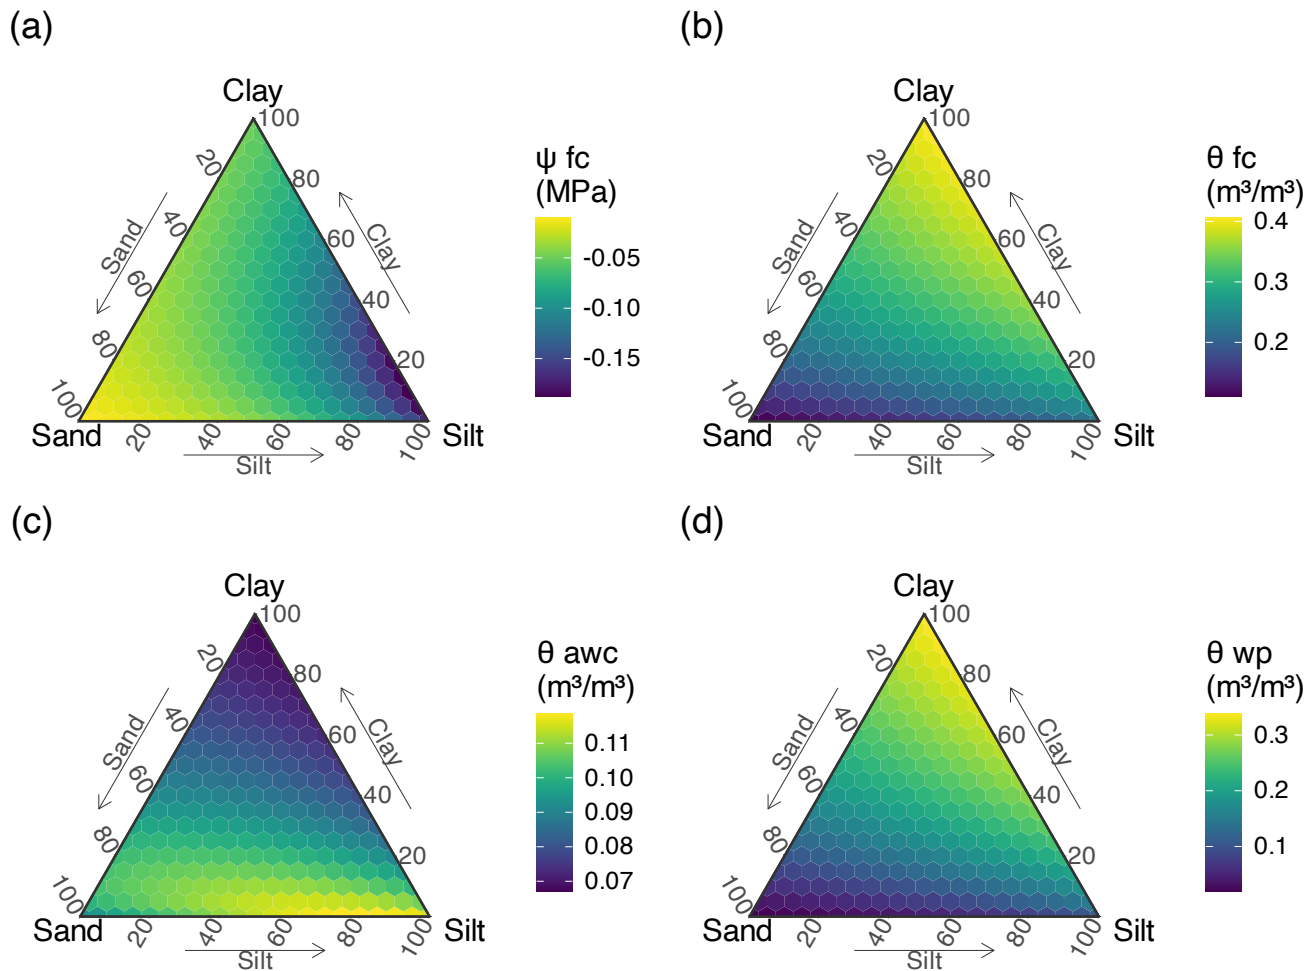 (a)
Clay
100
20
80
40
60
60
40
80
20
100
Sand
Clay
Sand
20
40
60
80
100
Silt
Silt
ψ fc
(MPa)
-0.05
-0.10
-0.15
(b)
Clay
100
20
80
40
60
60
40
80
20
100
Sand
Clay
Sand
20
40
60
80
100
Silt
Silt
θ fc
(m³/m³)
0.4
0.3
0.2
(c)
Clay
100
20
80
40
60
60
40
80
20
100
Sand
Clay
Sand
20
40
60
80
100
Silt
Silt
θ awc
(m³/m³)
0.11
0.10
0.09
0.08
0.07
(d)
Clay
100
20
80
40
60
60
40
80
20
100
Sand
Clay
Sand
20
40
60
80
100
Silt
Silt
θ wp
(m³/m³)
0.3
0.2
0.1